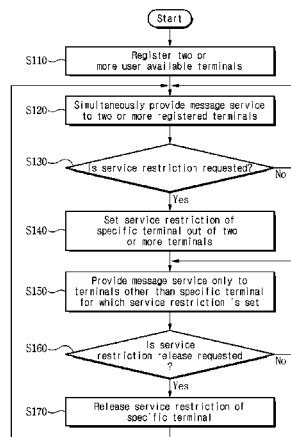 Start
S110
Register two or
more user available terminals
S120
Simultaneously provide message service
to two or more registered terminals
S130
Is service restriction requested?
No
Yes
S140
Set service restriction of
specific terminal out of two
or more terminals
S150
Provide message service only to
terminals other than specific terminal
for which service restriction is set
S160
Is service
restriction release requested
?
No
Yes
S170
Release service restriction of
specific terminal